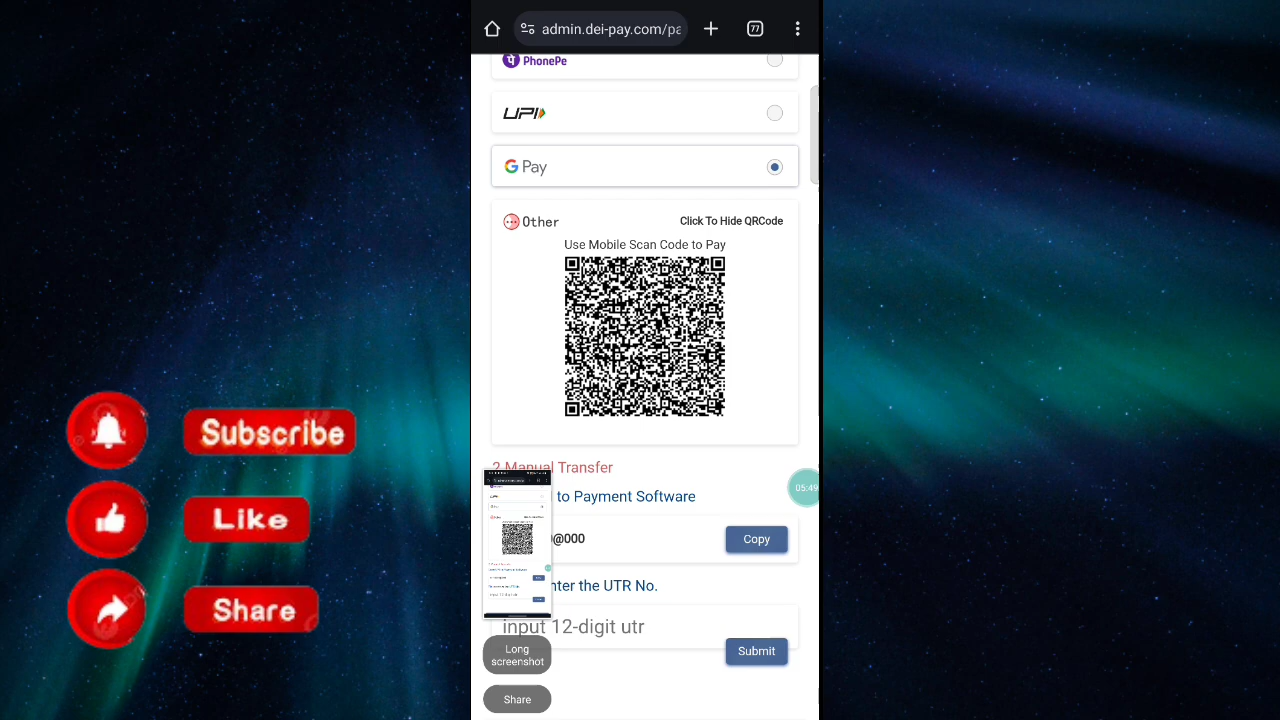 admin.dei-pay.com/pa
77
PhonePe
UPI
G Pay
Other
Click To Hide QRCode
Use Mobile Scan Code to Pay
2 Manual Transfer
to Payment Software
@000
Copy
05:49
nter the UTR No.
input 12-digit utr
Submit
Long
screenshot
Share
Subscribe
Like
Share